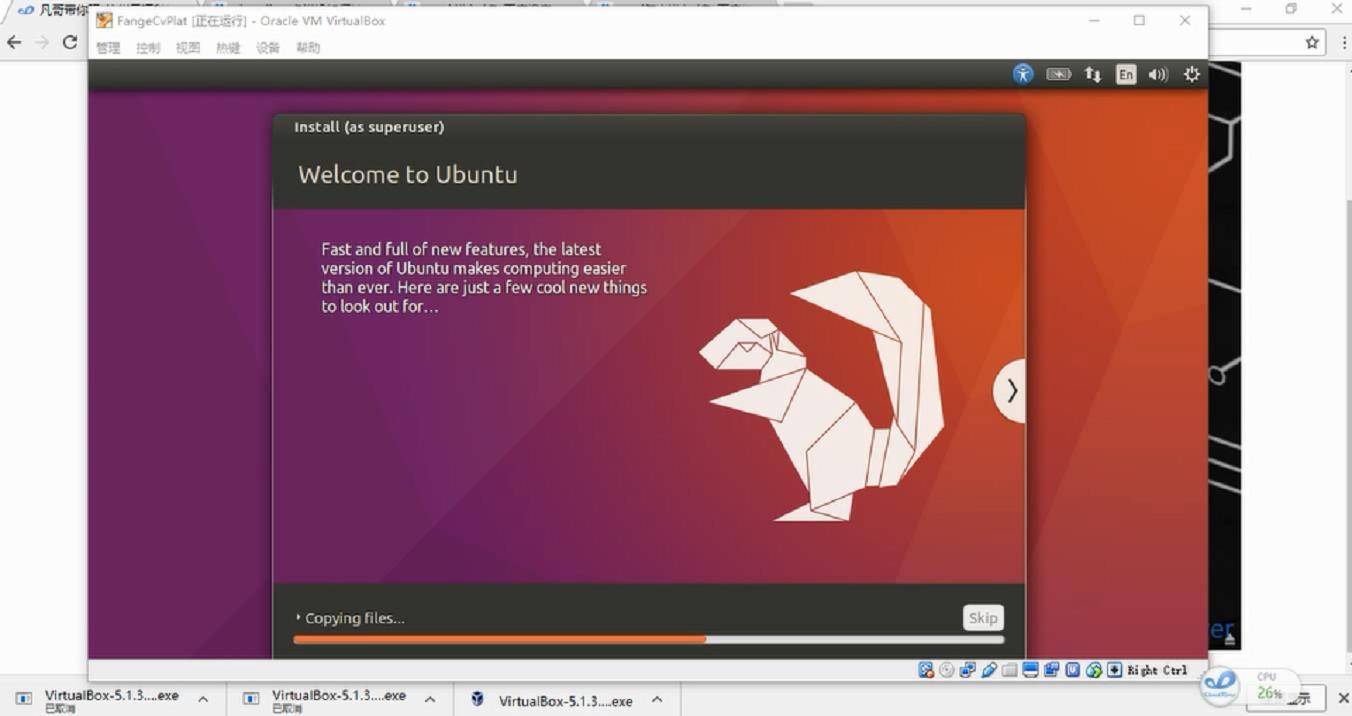 凡哥带你
FangeCvPlat [正在运行] - Oracle VM VirtualBox
管理 控制 视图 热键 设备 帮助
En
Install (as superuser)
Welcome to Ubuntu
Fast and full of new features, the latest
version of Ubuntu makes computing easier
than ever. Here are just a few cool new things
to look out for...
Copying files...
Skip
er
Right Ctrl
VirtualBox-5.1.3....exe
已取消
VirtualBox-5.1.3....exe
已取消
VirtualBox-5.1.3....exe
CPU
26%
示